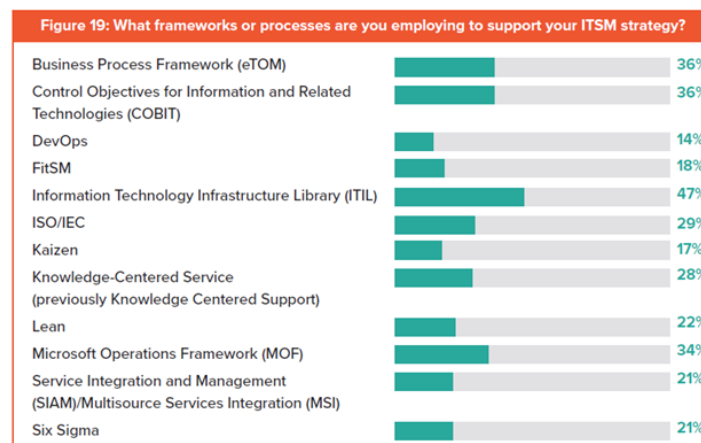 Figure 19: What frameworks or processes are you employing to support your ITSM strategy?
Business Process Framework (eTOM) 36%
Control Objectives for Information and Related
Technologies (COBIT) 36%
DevOps 14%
FitSM 18%
Information Technology Infrastructure Library (ITIL) 47%
ISO/IEC 29%
Kaizen 17%
Knowledge-Centered Service
(previously Knowledge Centered Support) 28%
Lean 22%
Microsoft Operations Framework (MOF) 34%
Service Integration and Management
(SIAM)/Multisource Services Integration (MSI) 21%
Six Sigma 21%